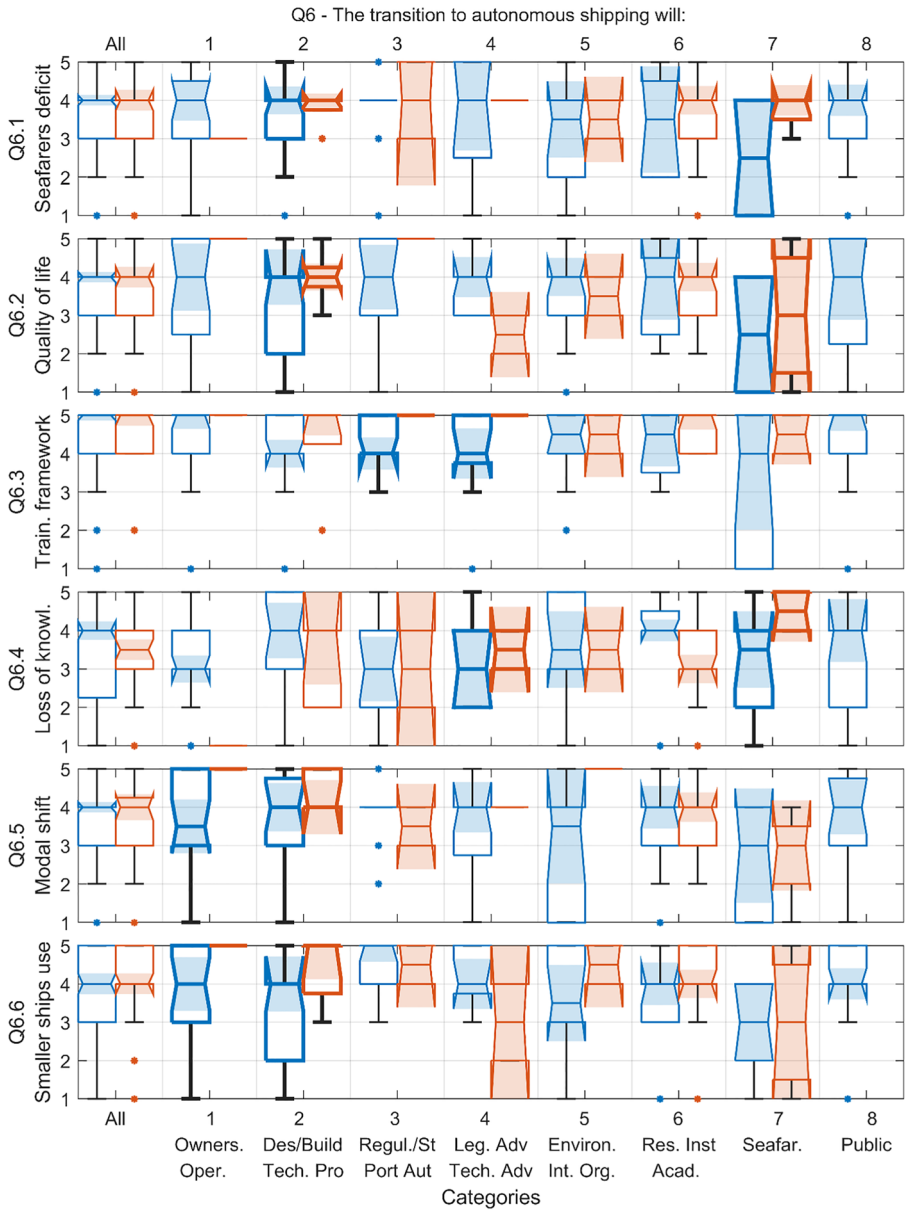 Q6 - The transition to autonomous shipping will:
All 1 2 3 4 5 6 7 8
Q6.1
Seafarers deficit
5
4
3
2
1
Q6.2
Quality of life
5
4
3
2
1
Q6.3
Train. framework
5
4
3
2
1
Q6.4
Loss of knowl.
5
4
3
2
1
Q6.5
Modal shift
5
4
3
2
1
Q6.6
Smaller ships use
5
4
3
2
1
All 1 2 3 4 5 6 7 8
Owners. Des/Build Regul./St Leg. Adv Environ. Res. Inst Seafar. Public
Oper. Tech. Pro Port Aut Tech. Adv Int. Org. Acad.
Categories